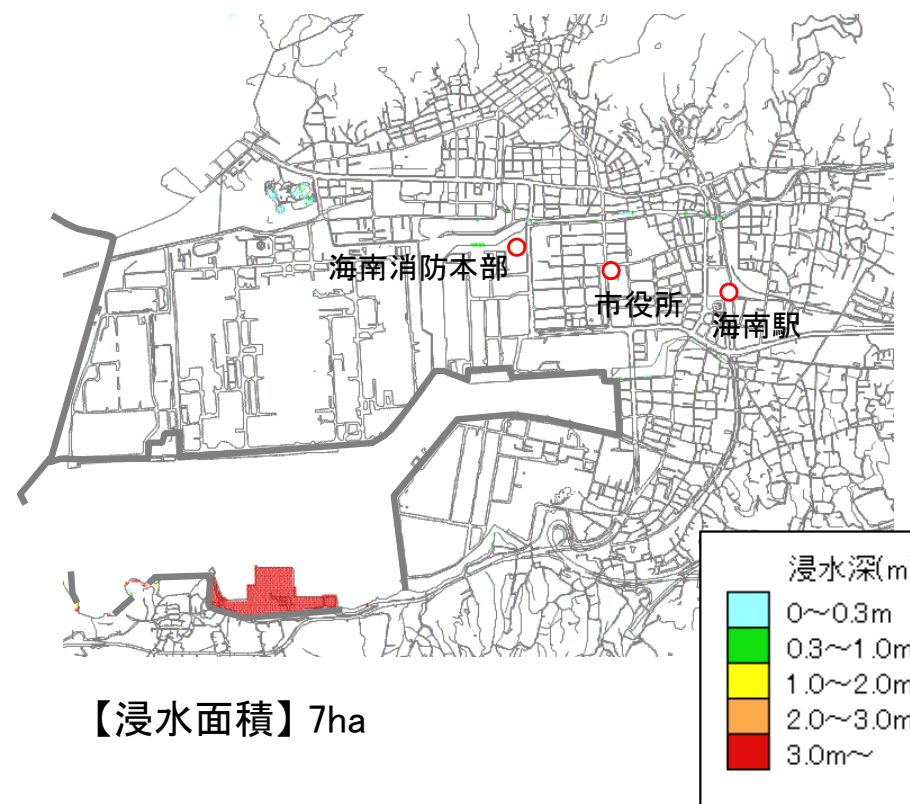 海南消防本部
市役所
海南駅
浸水深(m
0～0.3m
0.3～1.0m
1.0～2.0m
2.0～3.0m
3.0m～
【浸水面積】7ha